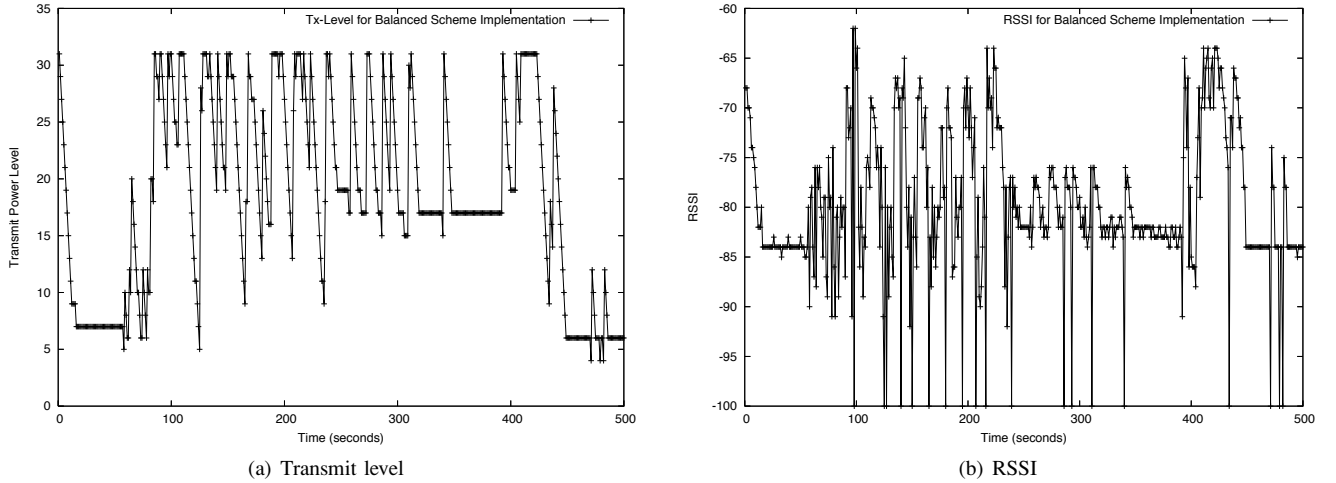 Tx-Level for Balanced Scheme Implementation
35
30
25
20
15
10
5
0
Transmit Power Level
0 100 200 300 400 500
Time (seconds)
(a) Transmit level
RSSI for Balanced Scheme Implementation
-60
-65
-70
-75
-80
-85
-90
-95
-100
RSSI
0 100 200 300 400 500
Time (seconds)
(b) RSSI